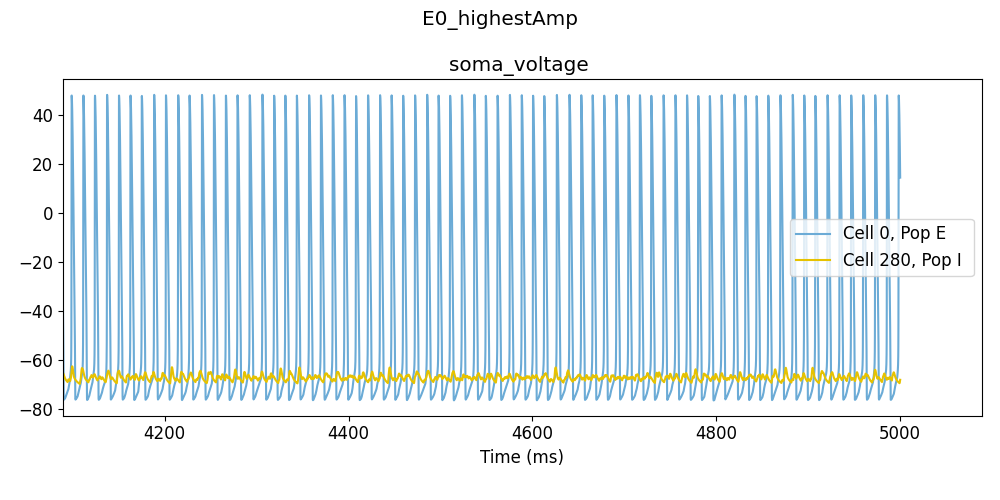 E0_highestAmp
soma_voltage
40
20
0
−20
−40
−60
−80
Cell 0, Pop E
Cell 280, Pop I
4200
4400
4600
4800
5000
Time (ms)